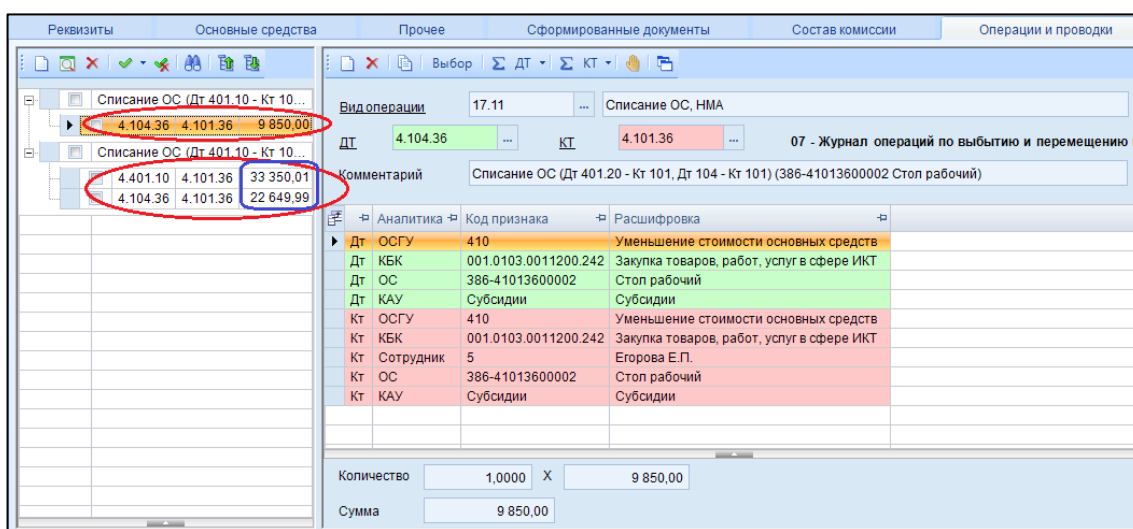 Реквизиты Основные средства Прочее Сформированные документы Состав комиссии Операции и проводки
Выбор Σ ДТ Σ КТ
Списание ОС (Дт 401.10 - Кт 10...
4.104.36 4.101.36 9 850,00
Списание ОС (Дт 401.10 - Кт 10...
4.401.10 4.101.36 33 350,01
4.104.36 4.101.36 22 649,99
Вид операции 17.11 ... Списание ОС, НМА
ДТ 4.104.36 ... КТ 4.101.36 ... 07 - Журнал операций по выбытию и перемещению
Комментарий Списание ОС (Дт 401.20 - Кт 101, Дт 104 - Кт 101) (386-41013600002 Стол рабочий)
Аналитика Код признака Расшифровка
Дт ОСГУ 410 Уменьшение стоимости основных средств
Дт КБК 001.0103.0011200.242 Закупка товаров, работ, услуг в сфере ИКТ
Дт ОС 386-41013600002 Стол рабочий
Дт КАУ Субсидии Субсидии
Кт ОСГУ 410 Уменьшение стоимости основных средств
Кт КБК 001.0103.0011200.242 Закупка товаров, работ, услуг в сфере ИКТ
Кт Сотрудник 5 Егорова Е.П.
Кт ОС 386-41013600002 Стол рабочий
Кт КАУ Субсидии Субсидии
Количество 1,0000 X 9 850,00
Сумма 9 850,00